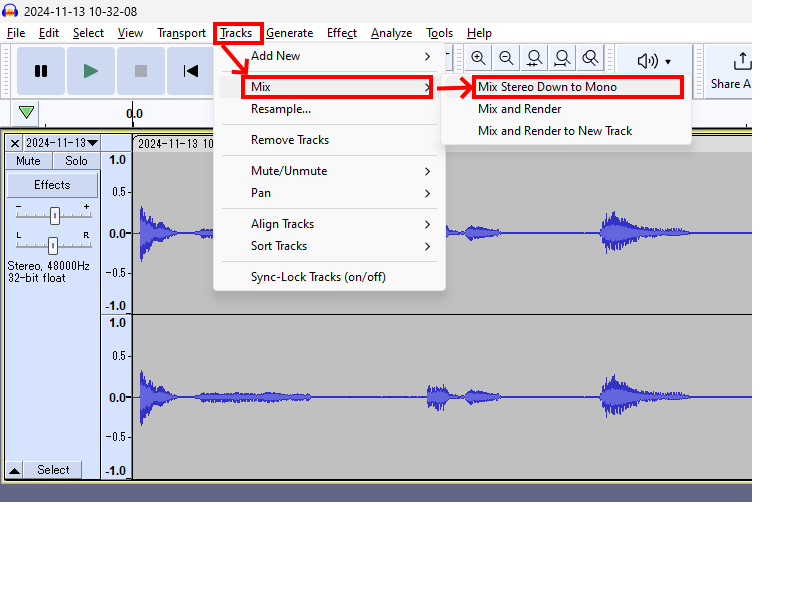 2024-11-13 10-32-08
File Edit Select View Transport Tracks Generate Effect Analyze Tools Help
Add New
Mix
Resample...
Remove Tracks
Mute/Unmute
Pan
Align Tracks
Sort Tracks
Sync-Lock Tracks (on/off)
Mix Stereo Down to Mono
Mix and Render
Mix and Render to New Track
Share A
0.0
2024-11-13
2024-11-13 10
Mute Solo
Effects
- +
L R
Stereo, 48000Hz
32-bit float
Select
1.0
0.5-
0.0-
-0.5-
-1.0
1.0
0.5-
0.0-
-0.5-
-1.0